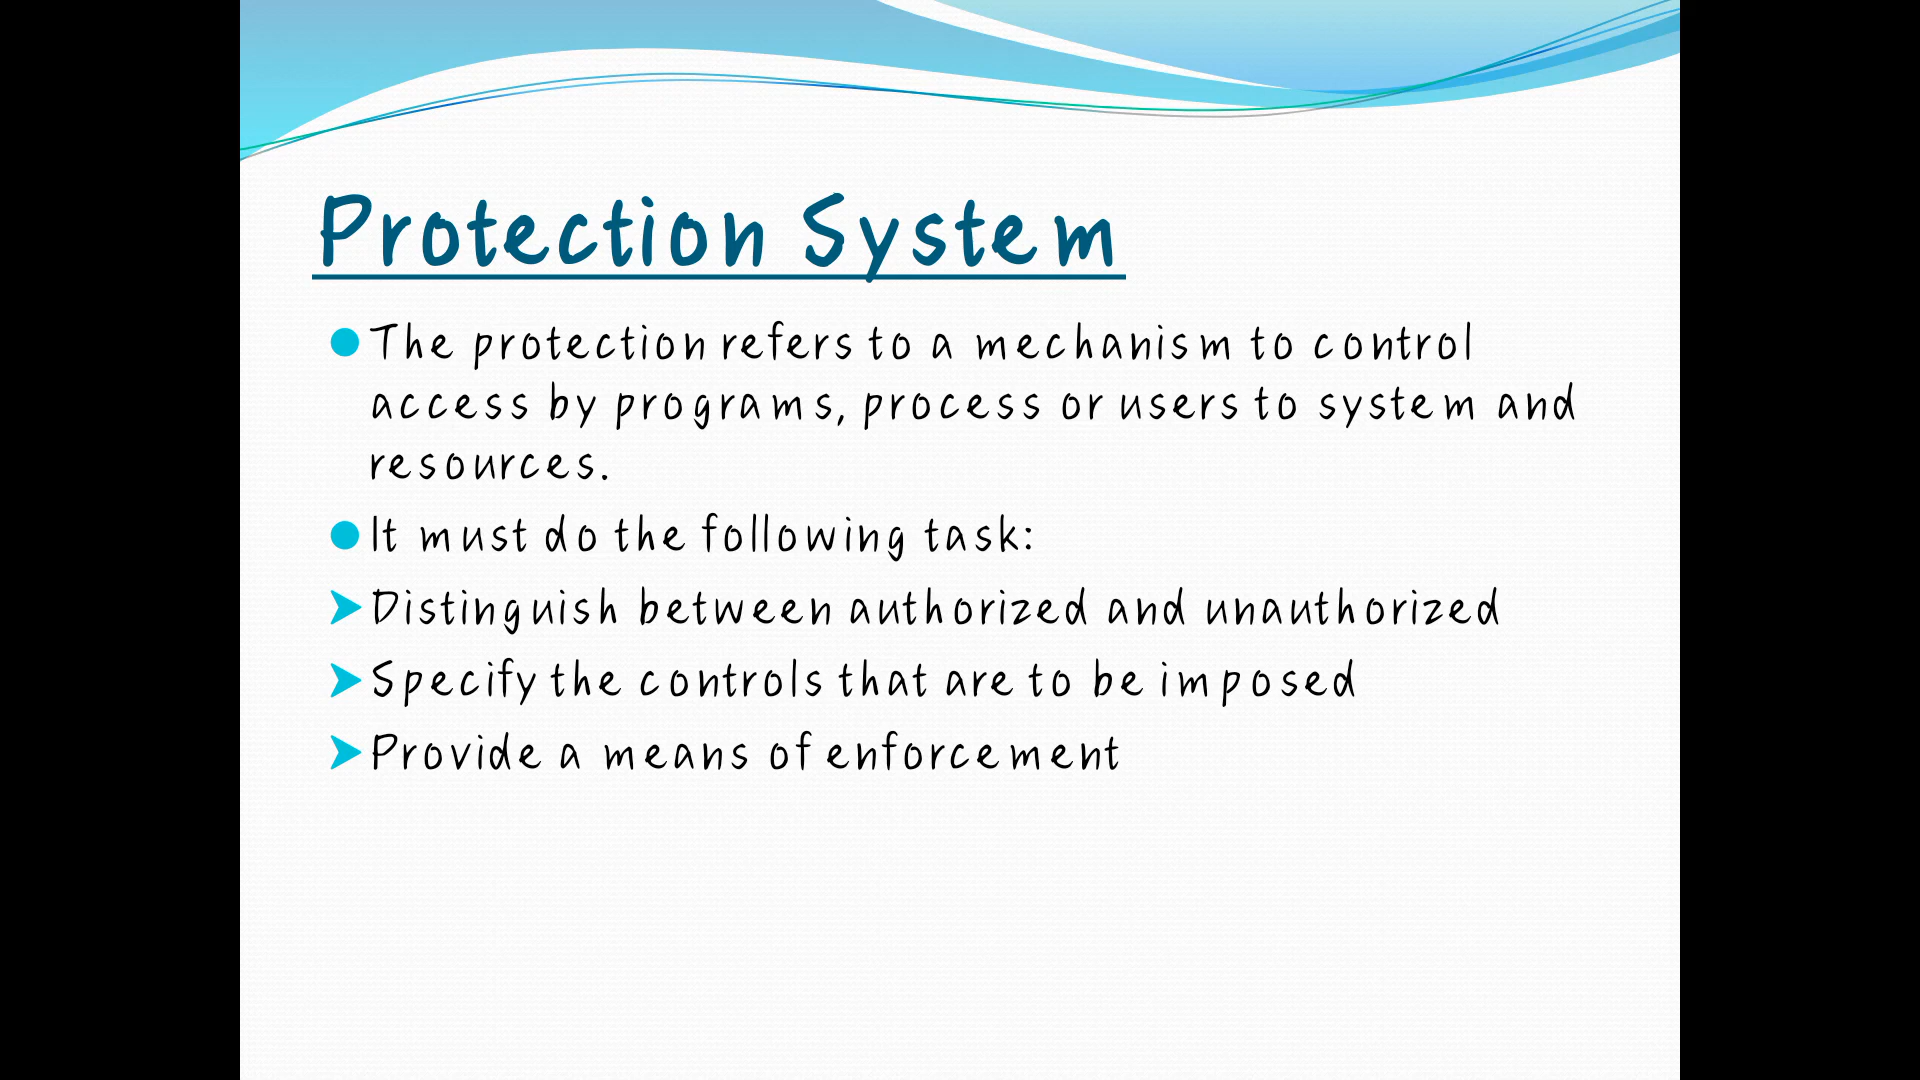 Protection System
The protection refers to a mechanism to control
access by programs, process or users to system and
resources.
It must do the following task:
Distinguish between authorized and unauthorized
Specify the controls that are to be imposed
Provide a means of enforcement